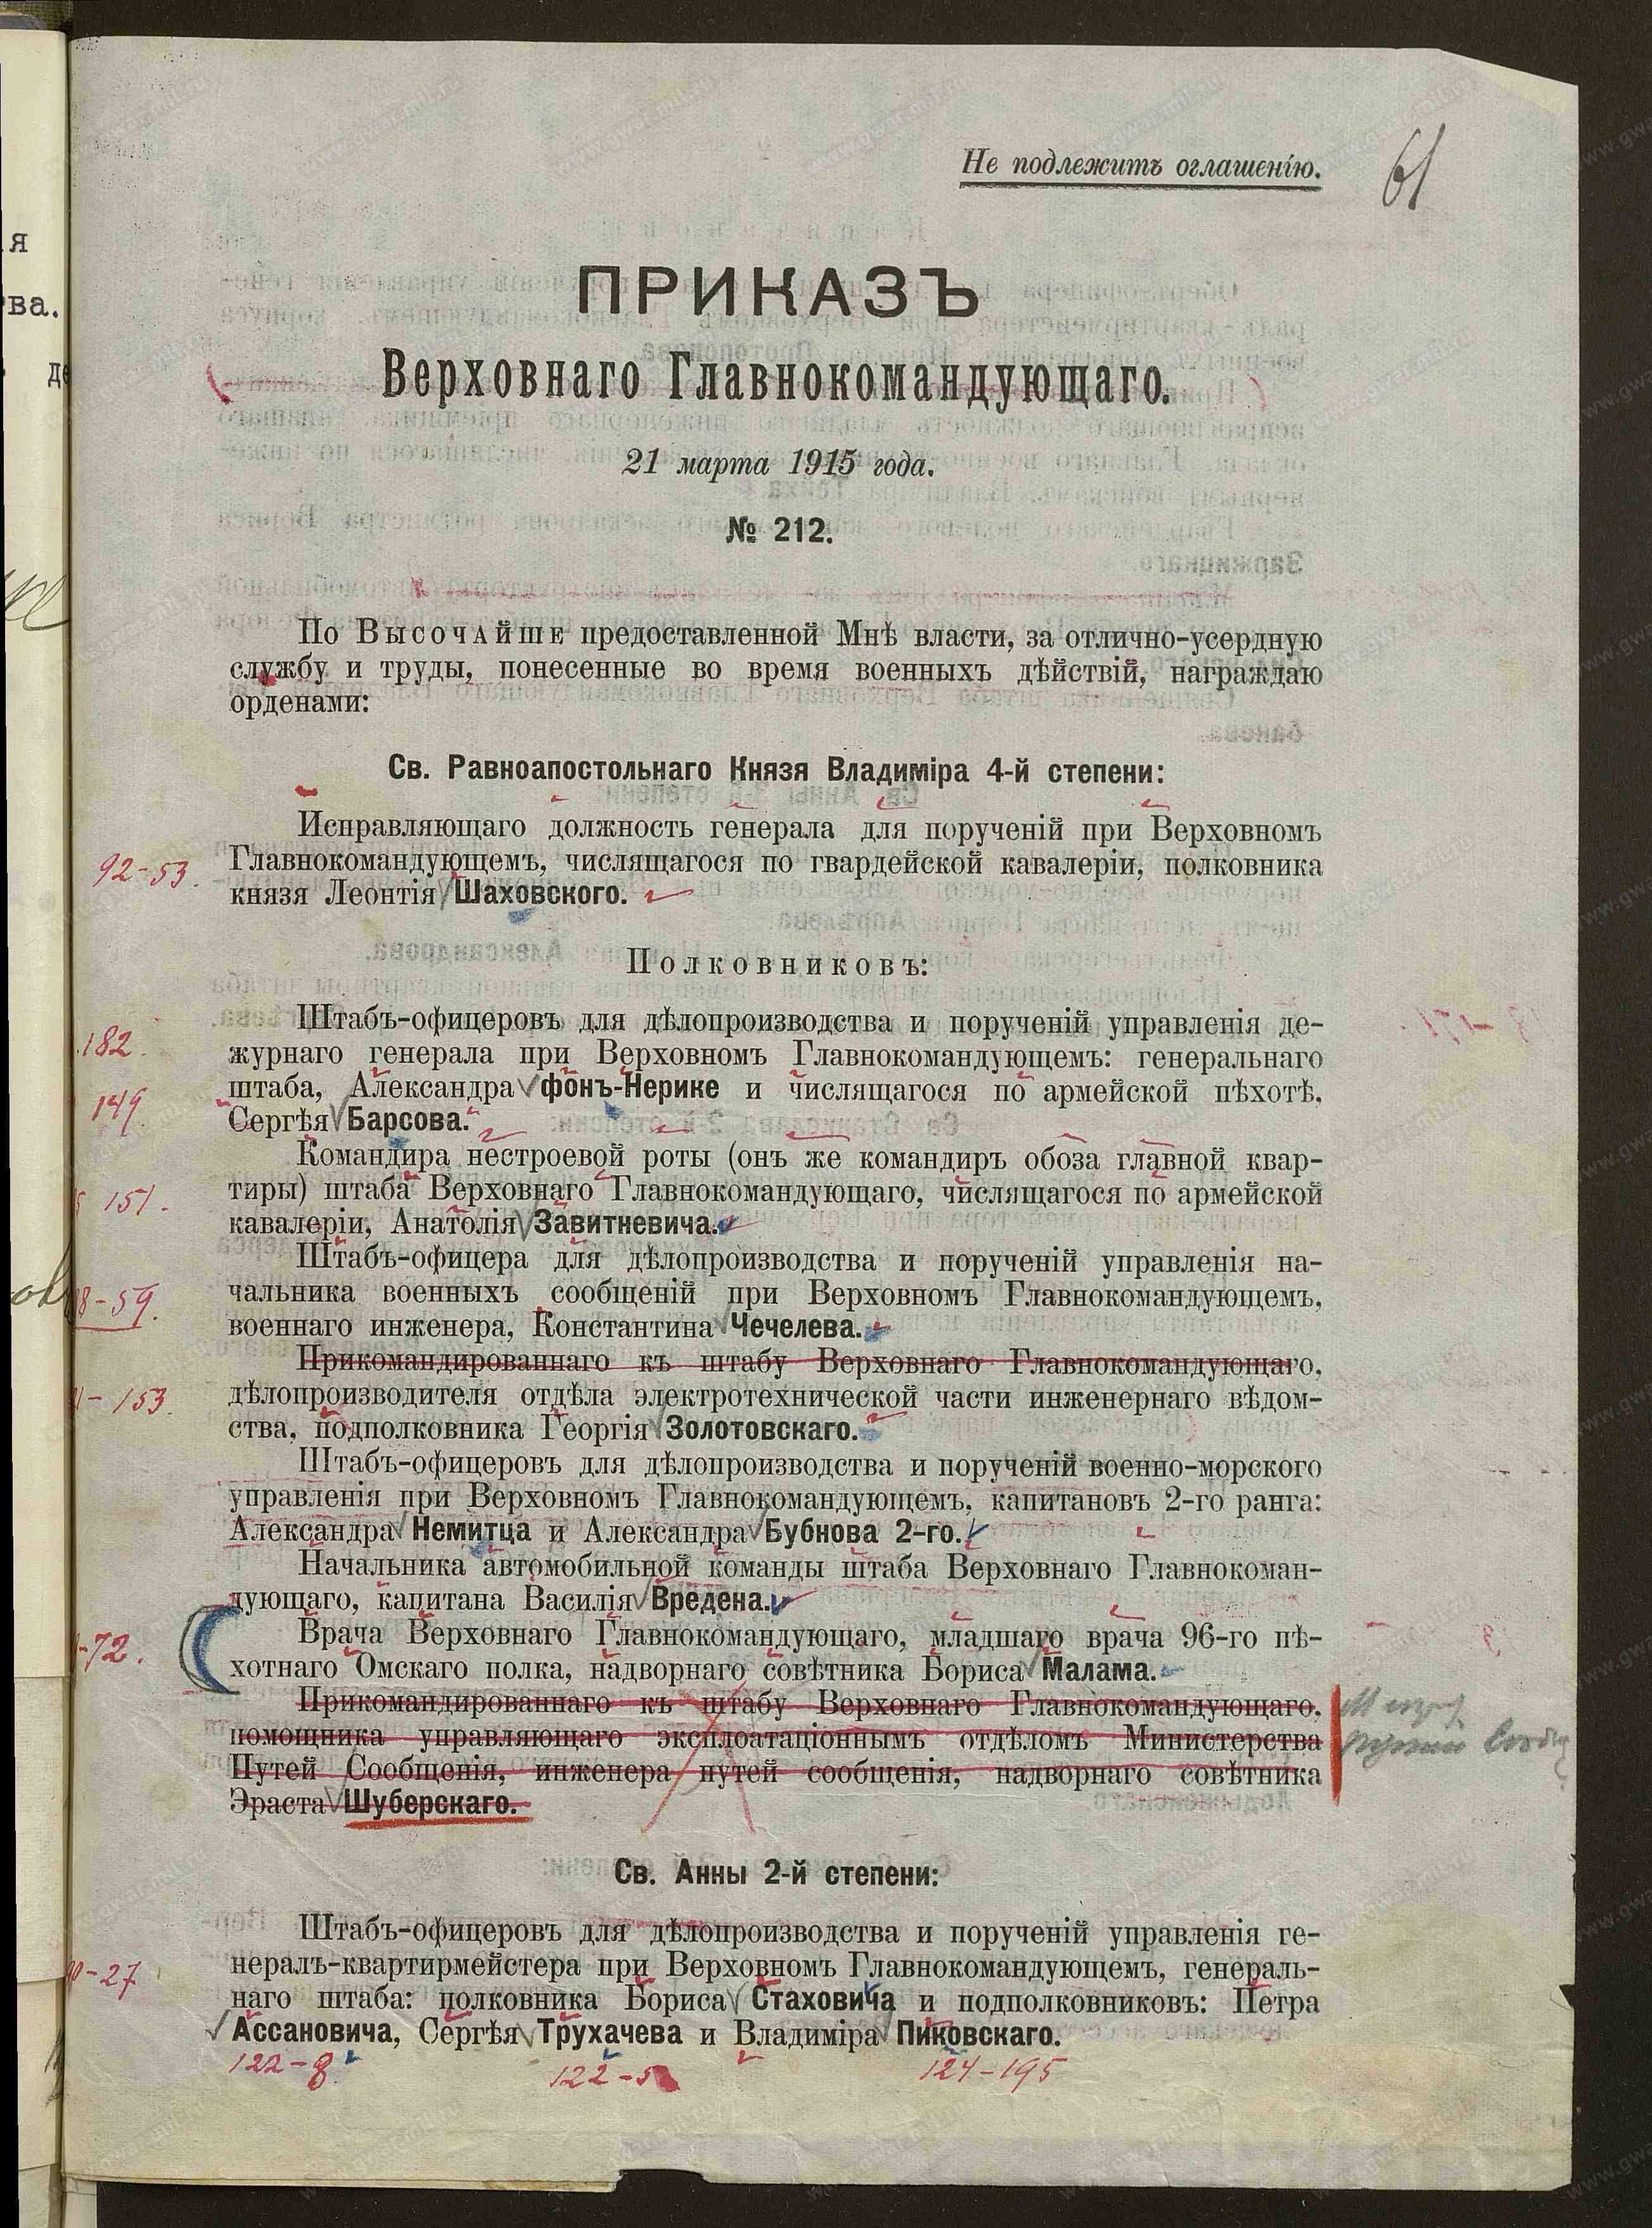 Не подлежитъ оглашенію.
61
ПРИКАЗЪ
Верховнаго Главнокомандующаго.
21 марта 1915 года.
№ 212.
По Высочайше предоставленной Мнѣ власти, за отлично-усердную
службу и труды, понесенные во время военныхъ дѣйствій, награждаю
орденами:
Св. Равноапостольнаго Князя Владиміра 4-й степени:
Исправляющаго должность генерала для порученій при Верховномъ
92-53. Главнокомандующемъ, числящагося по гвардейской кавалеріи, полковника
князя Леонтія Шаховского.
Полковниковъ:
Штабъ-офицеровъ для дѣлопроизводства и порученій управленія де-
182. журнаго генерала при Верховномъ Главнокомандующемъ: генеральнаго
149. штаба, Александра фонъ-Нерике и числящагося по армейской пѣхотѣ,
Сергѣя Барсова.
Командира нестроевой роты (онъ же командиръ обоза главной квар-
151. тиры) штаба Верховнаго Главнокомандующаго, числящагося по армейской
кавалеріи, Анатолія Завитневича.
Штабъ-офицера для дѣлопроизводства и порученій управленія на-
8-59. чальника военныхъ сообщеній при Верховномъ Главнокомандующемъ,
военнаго инженера, Константина Чечелева.
Прикомандированнаго къ штабу Верховнаго Главнокомандующаго,
-153. дѣлопроизводителя отдѣла электротехнической части инженернаго вѣдом-
ства, подполковника Георгія Золотовскаго.
Штабъ-офицеровъ для дѣлопроизводства и порученій военно-морского
управленія при Верховномъ Главнокомандующемъ, капитановъ 2-го ранга:
Александра Немитца и Александра Бубнова 2-го.
Начальника автомобильной команды штаба Верховнаго Главнокоман-
дующаго, капитана Василія Вредена.
Врача Верховнаго Главнокомандующаго, младшаго врача 96-го пѣ-
-72. хотнаго Омскаго полка, надворнаго совѣтника Бориса Малама.
Прикомандированнаго къ штабу Верховнаго Главнокомандующаго,
помощника управляющаго эксплоатаціоннымъ отдѣломъ Министерства
Путей Сообщенія, инженера путей сообщенія, надворнаго совѣтника
Эраста Шуберскаго.
Св. Анны 2-й степени:
Штабъ-офицеровъ для дѣлопроизводства и порученій управленія ге-
-27 нералъ-квартирмейстера при Верховномъ Главнокомандующемъ, генераль-
наго штаба: полковника Бориса Стаховича и подполковниковъ: Петра
Ассановича, Сергѣя Трухачева и Владиміра Пиковскаго.
122-8. 122-5 124-195